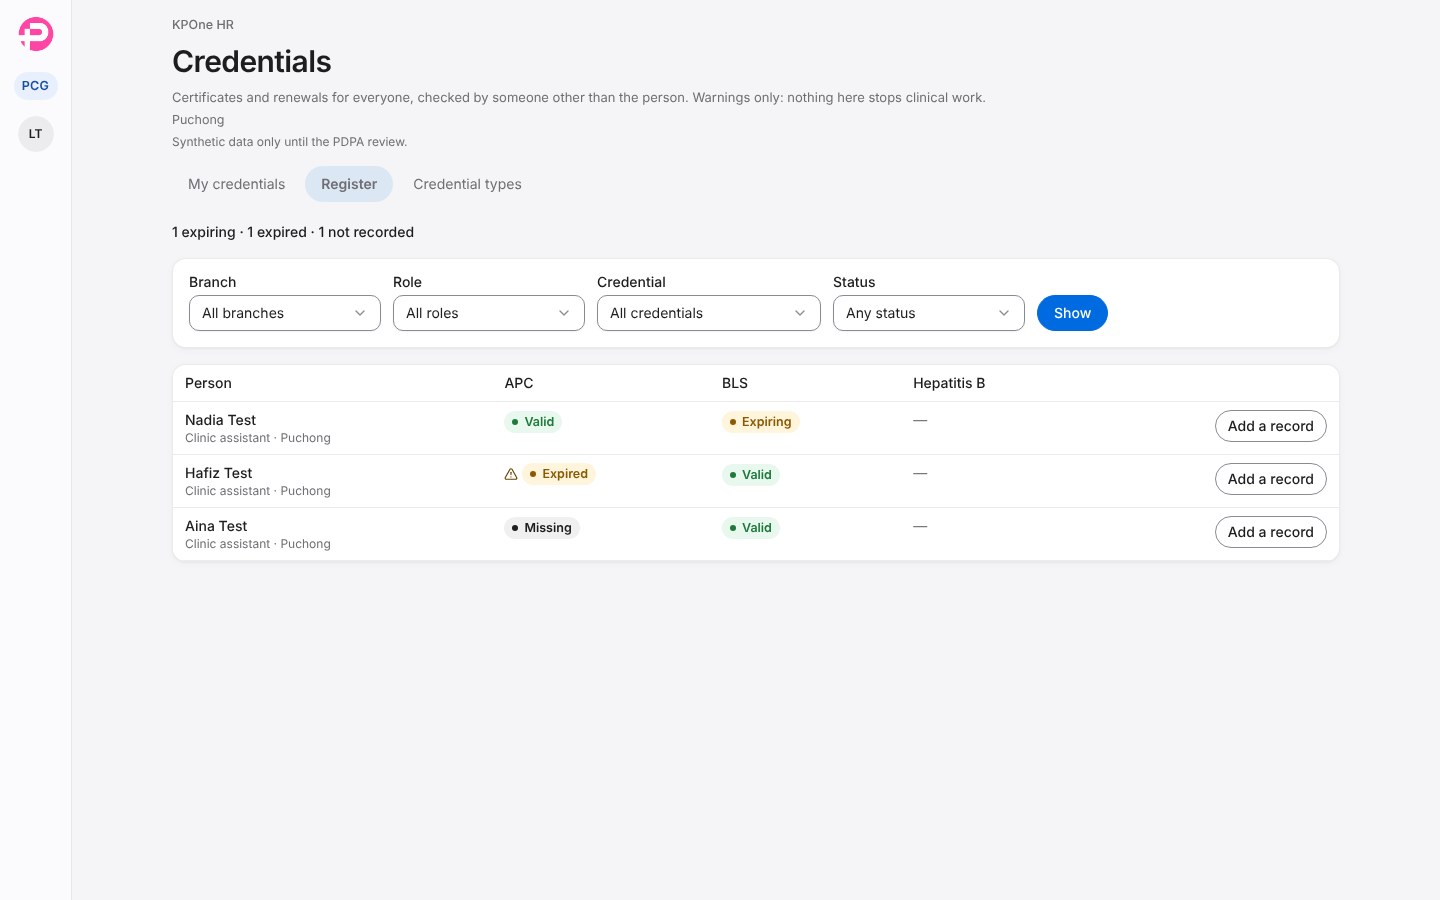 KPOne HR
Credentials
Certificates and renewals for everyone, checked by someone other than the person. Warnings only: nothing here stops clinical work.
Puchong
Synthetic data only until the PDPA review.
PCG
LT
My credentials Register Credential types
1 expiring · 1 expired · 1 not recorded
Branch Role Credential Status
All branches All roles All credentials Any status Show
Person APC BLS Hepatitis B
Nadia Test Valid Expiring — Add a record
Clinic assistant · Puchong
Hafiz Test Expired Valid — Add a record
Clinic assistant · Puchong
Aina Test Missing Valid — Add a record
Clinic assistant · Puchong